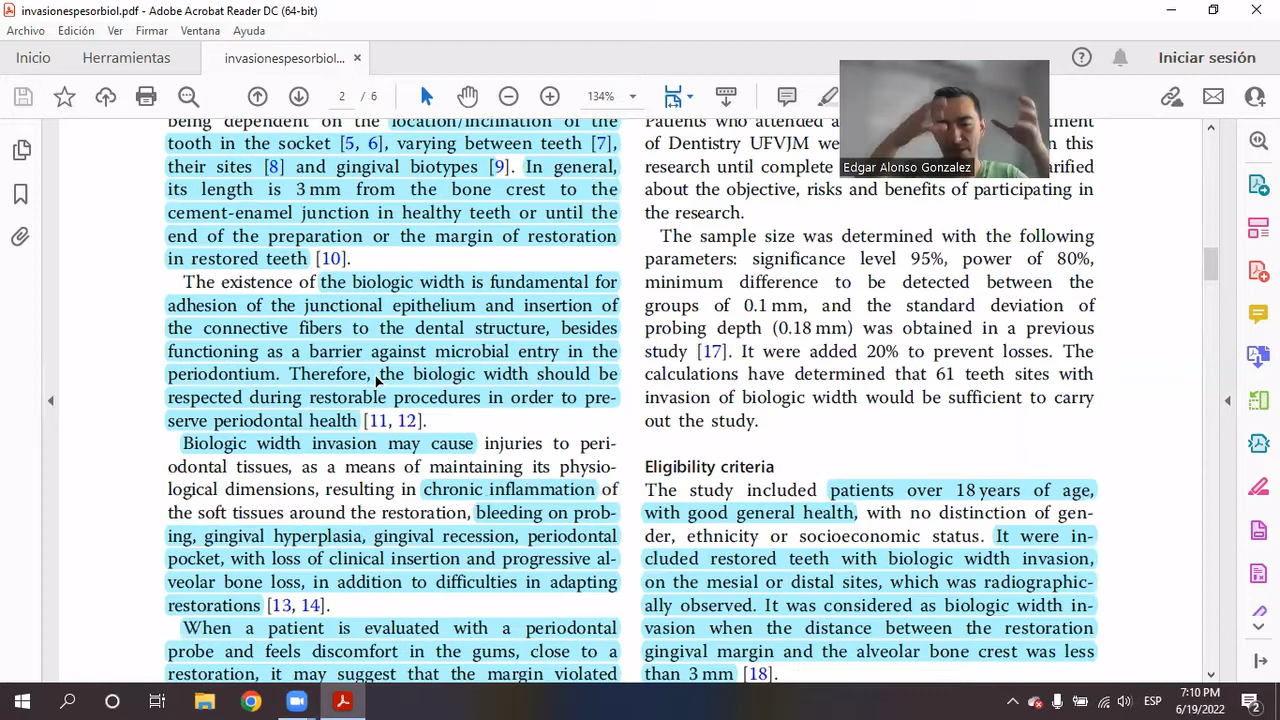 invasionespesorbiol.pdf - Adobe Acrobat Reader DC (64-bit)
Archivo Edición Ver Firmar Ventana Ayuda
Inicio Herramientas invasionespesorbiol... × Iniciar sesión
2 / 6 134%
Edgar Alonso Gonzalez
being dependent on the location/inclination of the
tooth in the socket [5, 6], varying between teeth [7],
their sites [8] and gingival biotypes [9]. In general,
its length is 3 mm from the bone crest to the
cement-enamel junction in healthy teeth or until the
end of the preparation or the margin of restoration
in restored teeth [10].
The existence of the biologic width is fundamental for
adhesion of the junctional epithelium and insertion of
the connective fibers to the dental structure, besides
functioning as a barrier against microbial entry in the
periodontium. Therefore, the biologic width should be
respected during restorable procedures in order to pre-
serve periodontal health [11, 12].
Biologic width invasion may cause injuries to peri-
odontal tissues, as a means of maintaining its physio-
logical dimensions, resulting in chronic inflammation of
the soft tissues around the restoration, bleeding on prob-
ing, gingival hyperplasia, gingival recession, periodontal
pocket, with loss of clinical insertion and progressive al-
veolar bone loss, in addition to difficulties in adapting
restorations [13, 14].
When a patient is evaluated with a periodontal
probe and feels discomfort in the gums, close to a
restoration, it may suggest that the margin violated
Patients who attended a ment
of Dentistry UFVJM we n this
research until complete arified
about the objective, risks and benefits of participating in
the research.
The sample size was determined with the following
parameters: significance level 95%, power of 80%,
minimum difference to be detected between the
groups of 0.1 mm, and the standard deviation of
probing depth (0.18 mm) was obtained in a previous
study [17]. It were added 20% to prevent losses. The
calculations have determined that 61 teeth sites with
invasion of biologic width would be sufficient to carry
out the study.
Eligibility criteria
The study included patients over 18 years of age,
with good general health, with no distinction of gen-
der, ethnicity or socioeconomic status. It were in-
cluded restored teeth with biologic width invasion,
on the mesial or distal sites, which was radiographic-
ally observed. It was considered as biologic width in-
vasion when the distance between the restoration
gingival margin and the alveolar bone crest was less
than 3 mm [18].
ESP
7:10 PM
6/19/2022
2